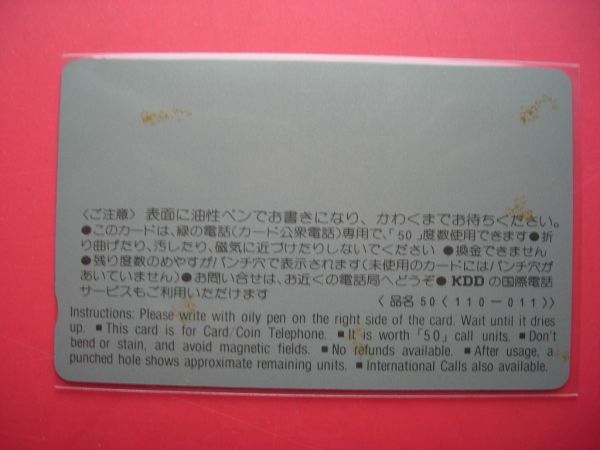 〈ご注意〉 表面に油性ペンでお書きになり、かわくまでお待ちください。
●このカードは、緑の電話(カード公衆電話)専用で、「50」度数使用できます●折
り曲げたり、汚したり、磁気に近づけたりしないでください ●換金できません
●残り度数のめやすがパンチ穴で表示されます(未使用のカードにはパンチ穴が
あいていません)●お問い合せは、お近くの電話局へどうぞ● KDD の国際電話
サービスもご利用いただけます
〈品名 50〈110－011〉〉
Instructions: Please write with oily pen on the right side of the card. Wait until it dries
up. ■ This card is for Card/Coin Telephone. ■ It is worth「50」call units. ■ Don't
bend or stain, and avoid magnetic fields. ■ No refunds available. ■ After usage, a
punched hole shows approximate remaining units. ■ International Calls also available.